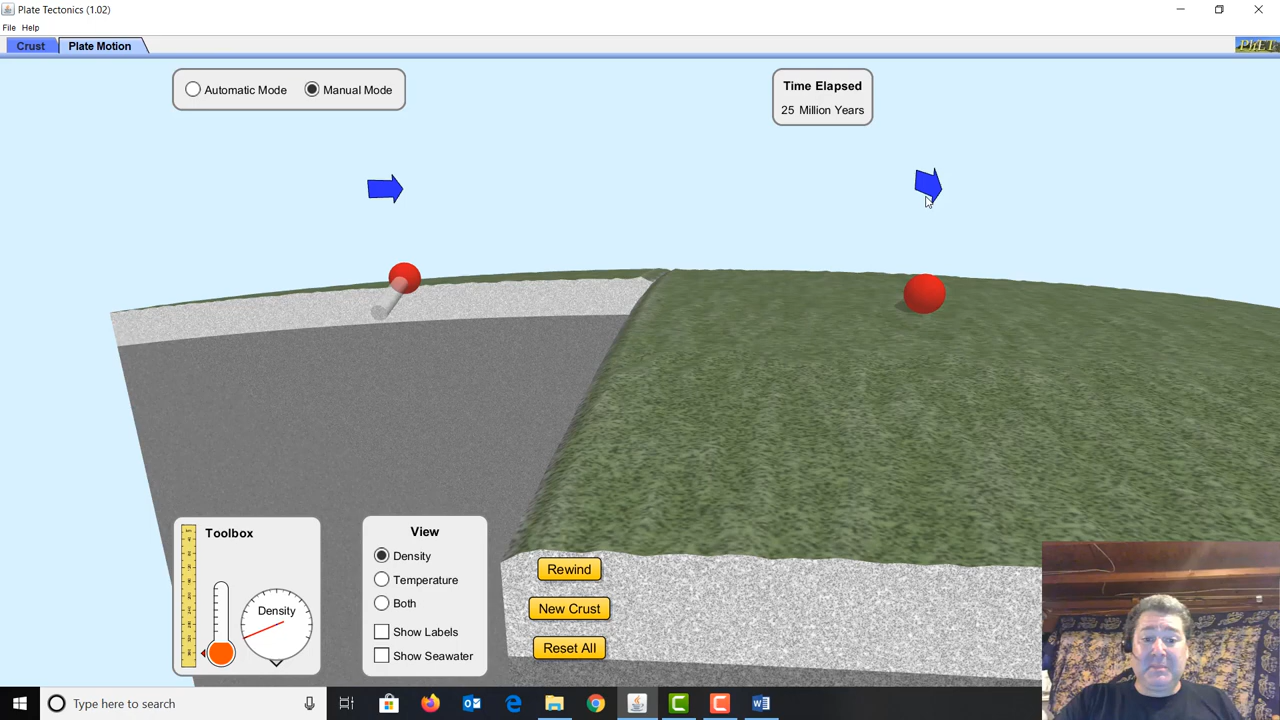 Plate Tectonics (1.02)
File Help
Crust Plate Motion
PhET
Automatic Mode Manual Mode
Time Elapsed
25 Million Years
Toolbox
Density
View
Density
Temperature
Both
Show Labels
Show Seawater
Rewind
New Crust
Reset All
Type here to search